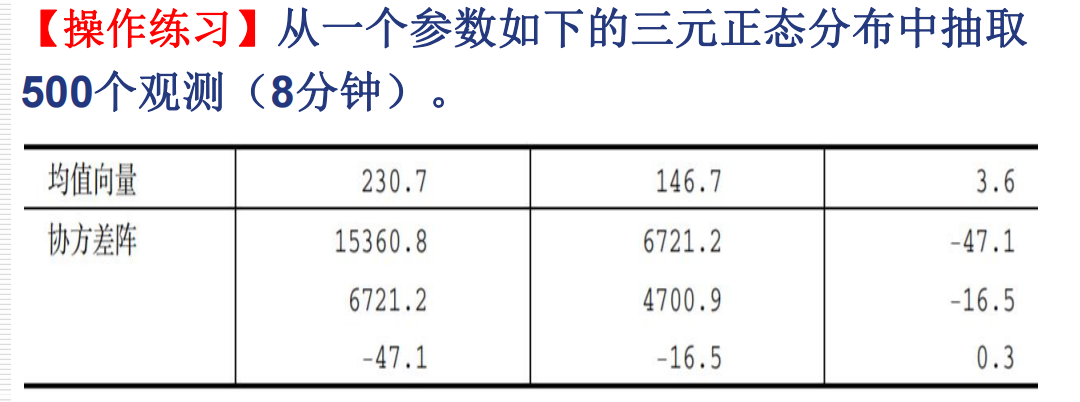 【操作练习】从一个参数如下的三元正态分布中抽取
500个观测（8分钟）。
均值向量 230.7 146.7 3.6
协方差阵 15360.8 6721.2 -47.1
6721.2 4700.9 -16.5
-47.1 -16.5 0.3